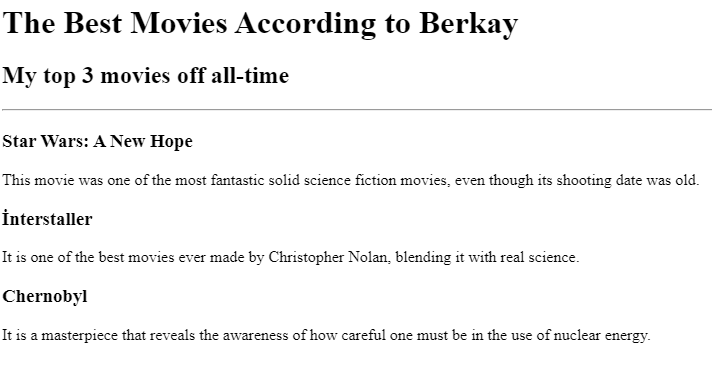 The Best Movies According to Berkay
My top 3 movies off all-time
Star Wars: A New Hope
This movie was one of the most fantastic solid science fiction movies, even though its shooting date was old.
İnterstaller
It is one of the best movies ever made by Christopher Nolan, blending it with real science.
Chernobyl
It is a masterpiece that reveals the awareness of how careful one must be in the use of nuclear energy.